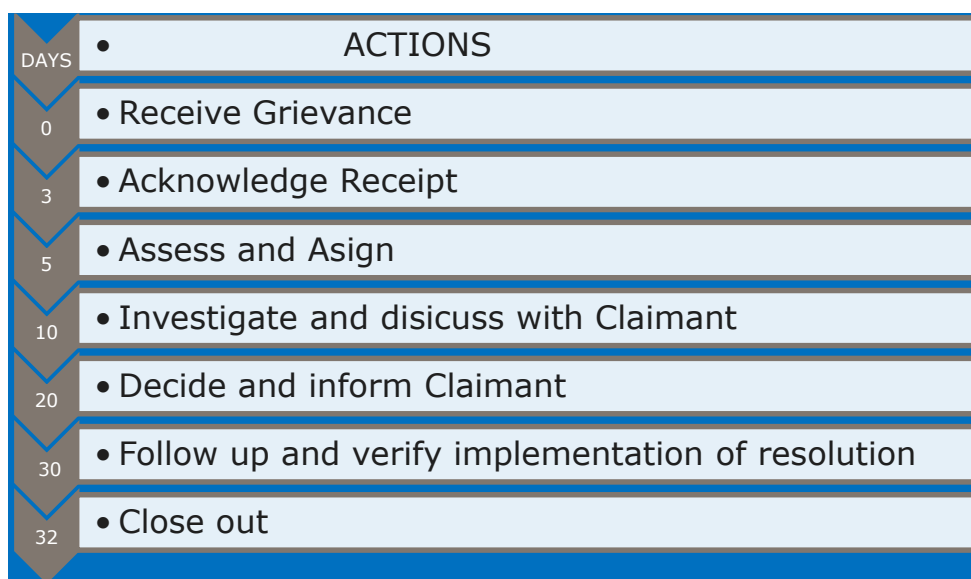 DAYS • ACTIONS
0 • Receive Grievance
3 • Acknowledge Receipt
5 • Assess and Asign
10 • Investigate and disicuss with Claimant
20 • Decide and inform Claimant
30 • Follow up and verify implementation of resolution
32 • Close out